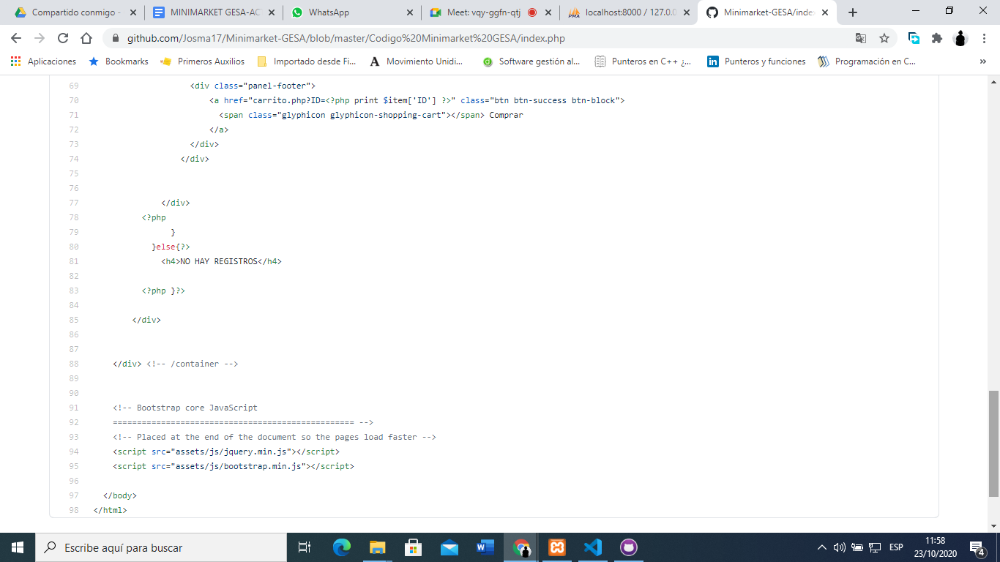 Compartido conmigo -
MINIMARKET GESA-AC
WhatsApp
Meet: vqy-ggfn-qtj
localhost:8000 / 127.0.0
Minimarket-GESA/index
github.com/Josma17/Minimarket-GESA/blob/master/Codigo%20Minimarket%20GESA/index.php
Aplicaciones
Bookmarks
Primeros Auxilios
Importado desde Fi...
Movimiento Unidi...
Software gestión al...
Punteros en C++ ¿...
Punteros y funciones
Programación en C...
»
69 <div class="panel-footer">
70 <a href="carrito.php?ID=<?php print $item['ID'] ?>" class="btn btn-success btn-block">
71 <span class="glyphicon glyphicon-shopping-cart"></span> Comprar
72 </a>
73 </div>
74 </div>
75
76
77 </div>
78 <?php
79 }
80 }else{?>
81 <h4>NO HAY REGISTROS</h4>
82
83 <?php }?>
84
85 </div>
86
87
88 </div> <!-- /container -->
89
90
91 <!-- Bootstrap core JavaScript
92 ================================================== -->
93 <!-- Placed at the end of the document so the pages load faster -->
94 <script src="assets/js/jquery.min.js"></script>
95 <script src="assets/js/bootstrap.min.js"></script>
96
97 </body>
98 </html>
Escribe aquí para buscar
ESP
11:58
23/10/2020
4